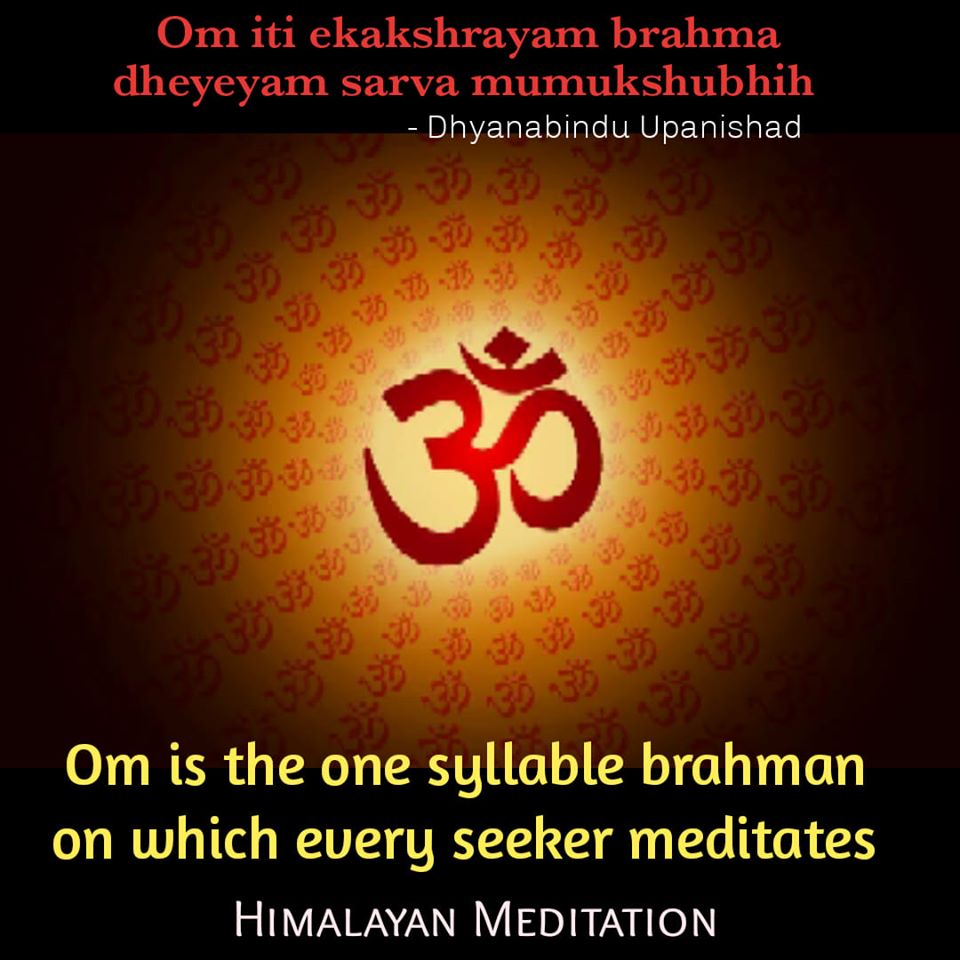 Om iti ekakshrayam brahma
dheyeyam sarva mumukshubhih
- Dhyanabindu Upanishad
ॐ
Om is the one syllable brahman
on which every seeker meditates
Himalayan Meditation